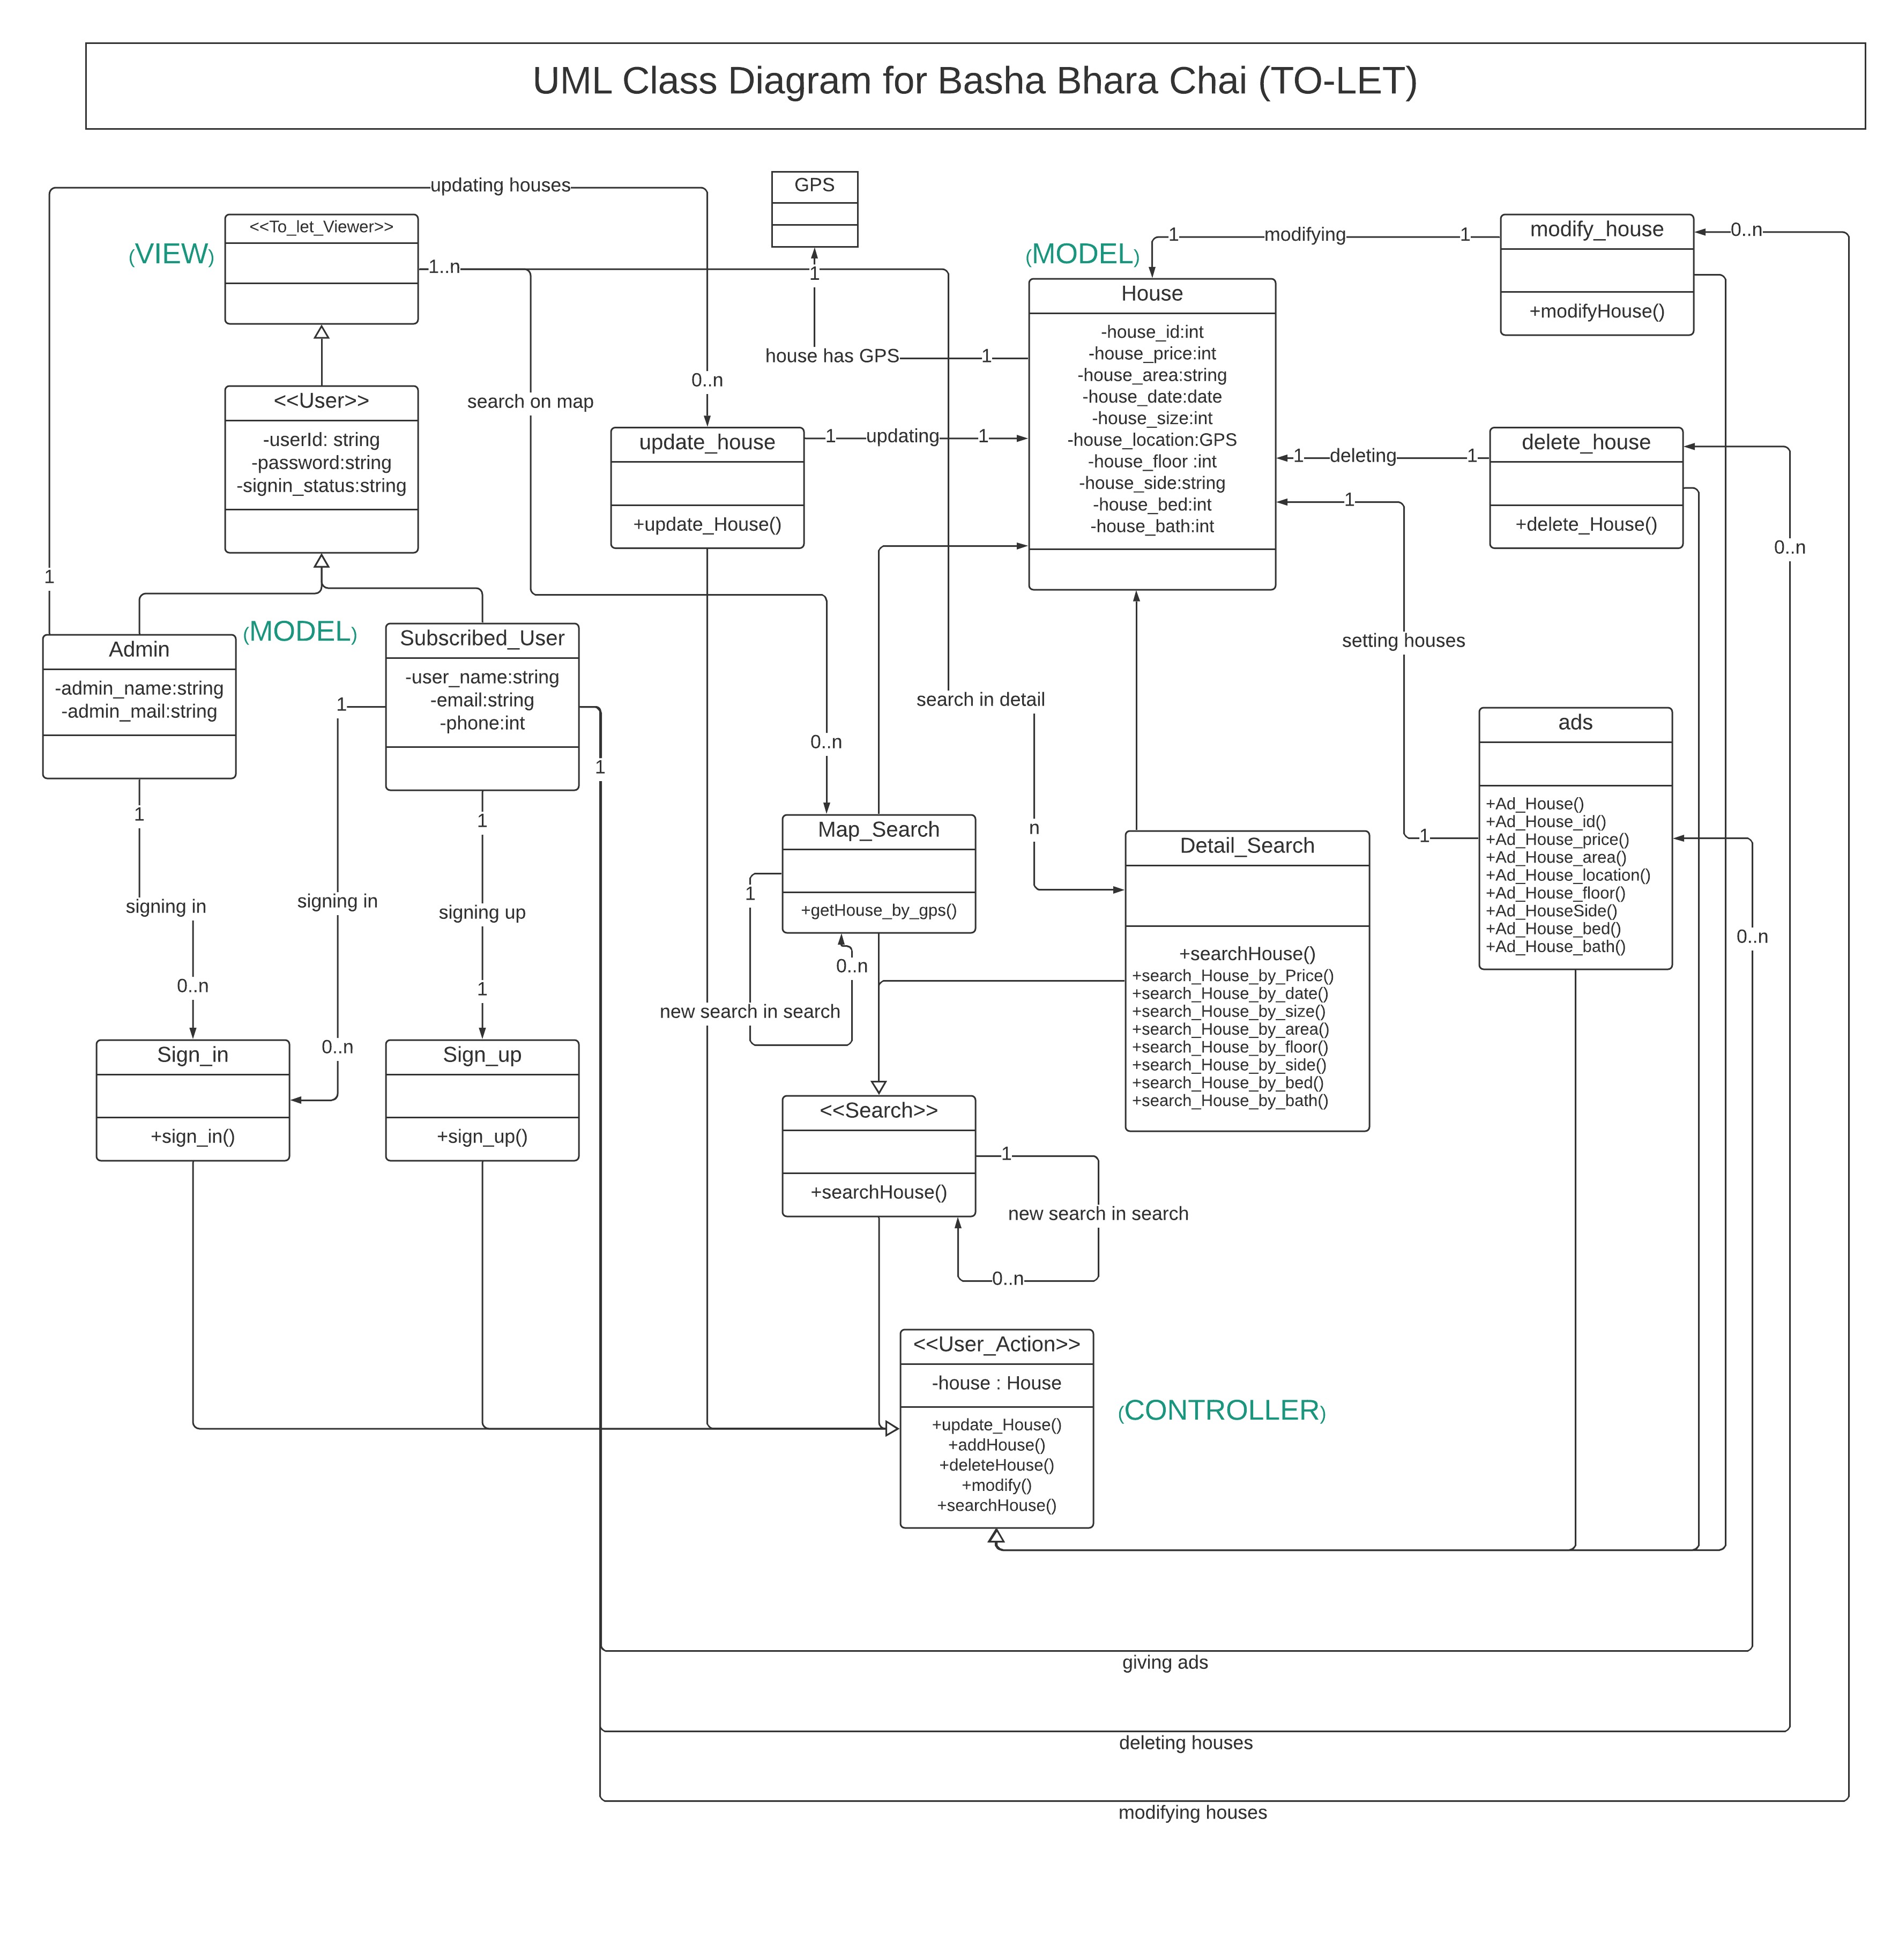 UML Class Diagram for Basha Bhara Chai (TO-LET)
updating houses
GPS
<<To_let_Viewer>>
(VIEW)
1..n
1
house has GPS
1
(MODEL)
House
-house_id:int
-house_price:int
-house_area:string
-house_date:date
-house_size:int
-house_location:GPS
-house_floor :int
-house_side:string
-house_bed:int
-house_bath:int
1
modifying
1
modify_house
+modifyHouse()
0..n
<<User>>
-userId: string
-password:string
-signin_status:string
search on map
0..n
update_house
+update_House()
1
updating
1
1
deleting
1
delete_house
+delete_House()
0..n
1
setting houses
1
1
Admin
-admin_name:string
-admin_mail:string
(MODEL)
Subscribed_User
-user_name:string
-email:string
-phone:int
1
1
search in detail
n
0..n
ads
+Ad_House()
+Ad_House_id()
+Ad_House_price()
+Ad_House_area()
+Ad_House_location()
+Ad_House_floor()
+Ad_HouseSide()
+Ad_House_bed()
+Ad_House_bath()
0..n
1
signing in
0..n
signing in
0..n
1
signing up
1
Map_Search
+getHouse_by_gps()
1
0..n
new search in search
Detail_Search
+searchHouse()
+search_House_by_Price()
+search_House_by_date()
+search_House_by_size()
+search_House_by_area()
+search_House_by_floor()
+search_House_by_side()
+search_House_by_bed()
+search_House_by_bath()
Sign_in
+sign_in()
Sign_up
+sign_up()
<<Search>>
+searchHouse()
1
new search in search
0..n
<<User_Action>>
-house : House
+update_House()
+addHouse()
+deleteHouse()
+modify()
+searchHouse()
(CONTROLLER)
giving ads
deleting houses
modifying houses